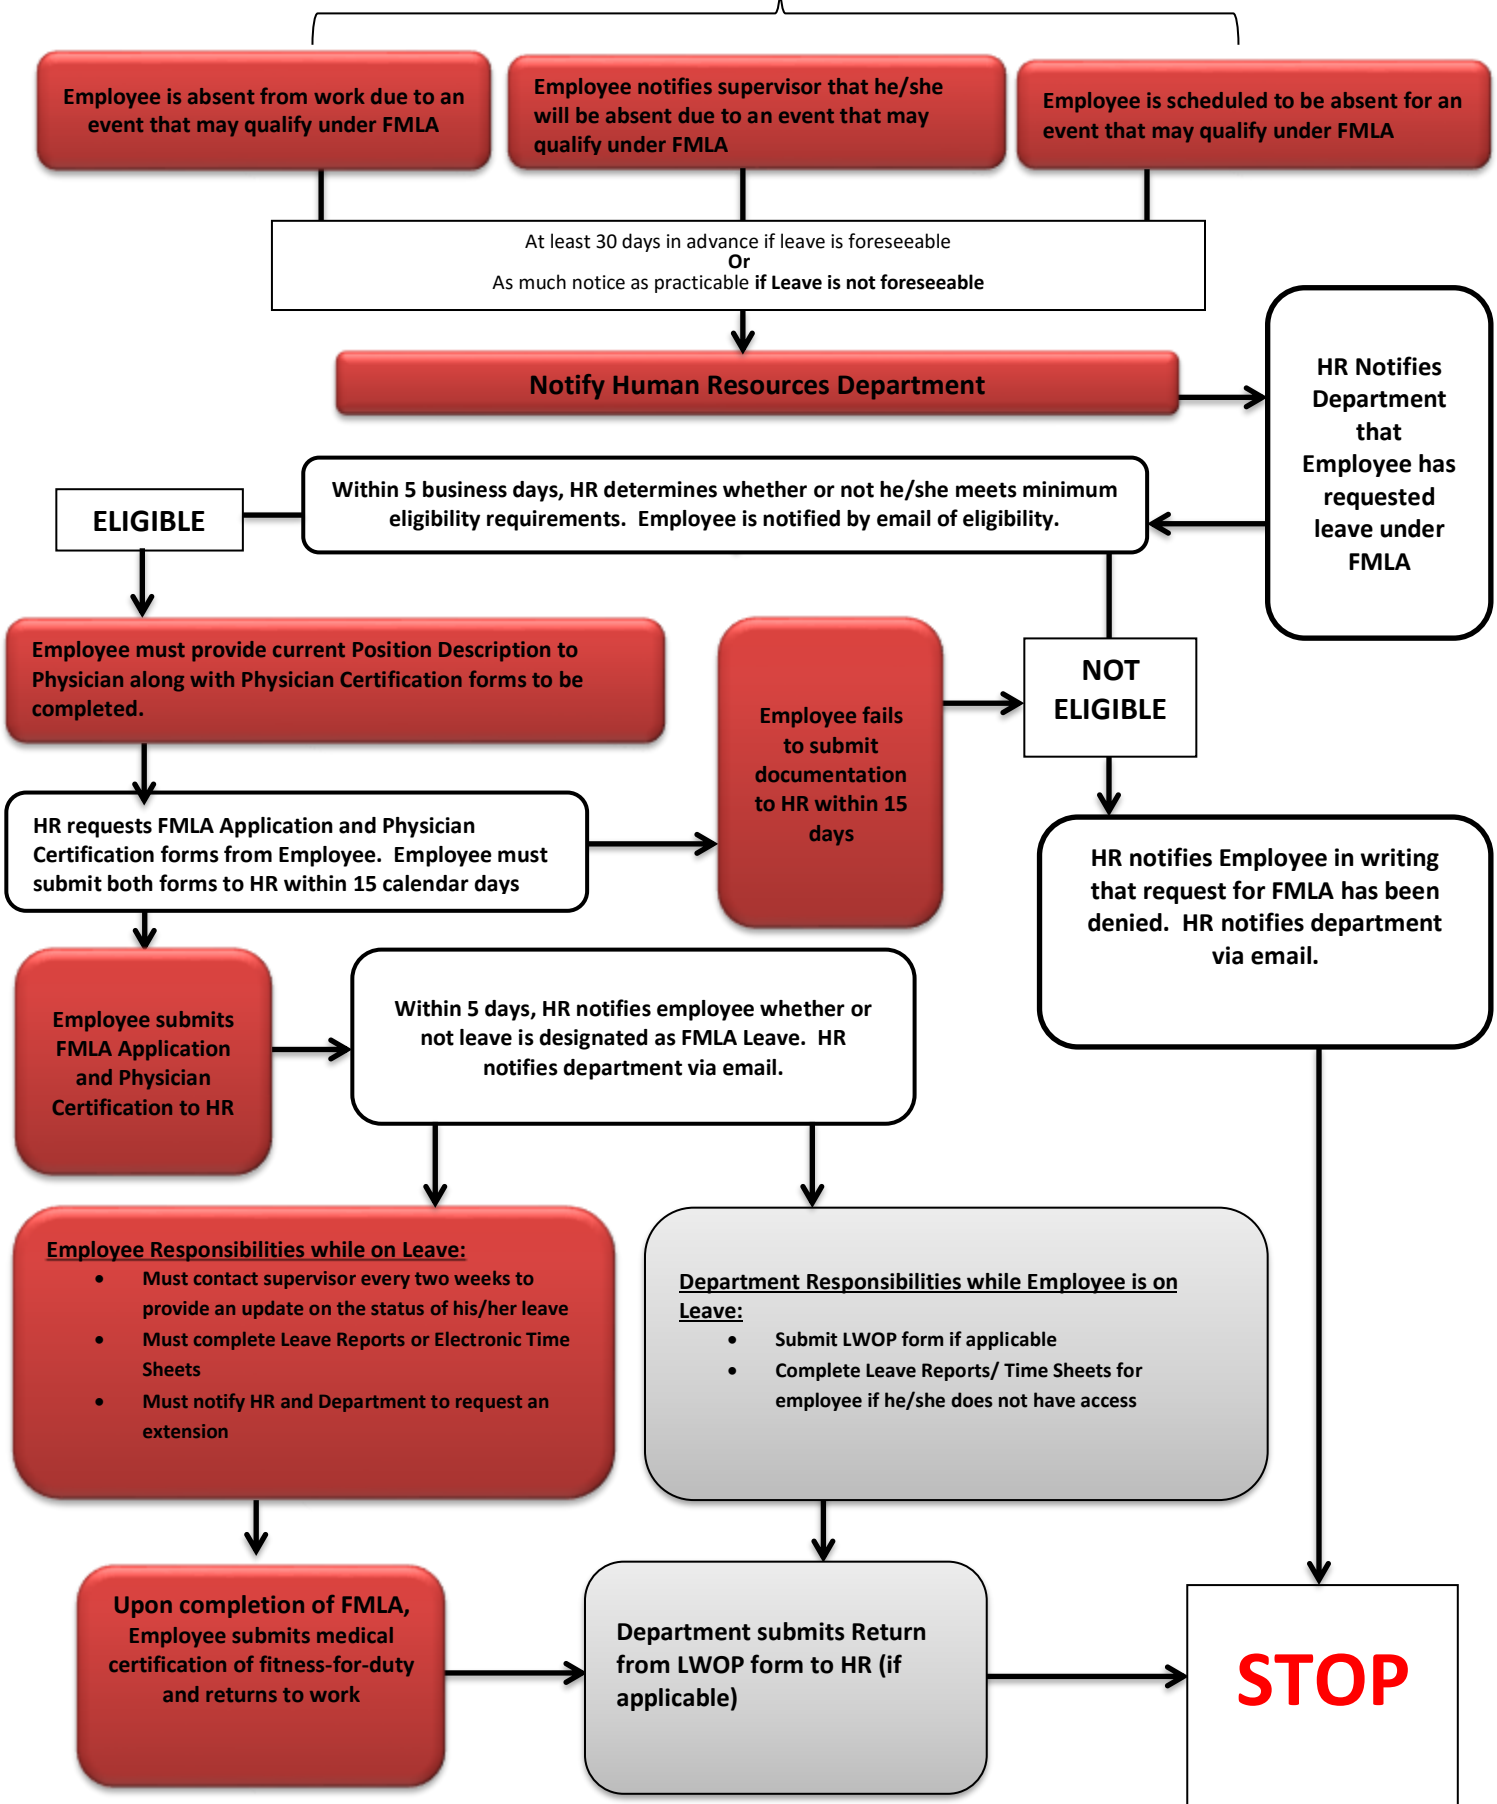 Employee is absent from work due to an
event that may qualify under FMLA
Employee notifies supervisor that he/she
will be absent due to an event that may
qualify under FMLA
Employee is scheduled to be absent for an
event that may qualify under FMLA
At least 30 days in advance if leave is foreseeable
Or
As much notice as practicable if Leave is not foreseeable
Notify Human Resources Department
HR Notifies
Department
that
Employee has
requested
leave under
FMLA
Within 5 business days, HR determines whether or not he/she meets minimum
eligibility requirements.  Employee is notified by email of eligibility.
ELIGIBLE
Employee must provide current Position Description to
Physician along with Physician Certification forms to be
completed.
Employee fails
to submit
documentation
to HR within 15
days
NOT
ELIGIBLE
HR requests FMLA Application and Physician
Certification forms from Employee.  Employee must
submit both forms to HR within 15 calendar days
HR notifies Employee in writing
that request for FMLA has been
denied.  HR notifies department
via email.
Employee submits
FMLA Application
and Physician
Certification to HR
Within 5 days, HR notifies employee whether or
not leave is designated as FMLA Leave.  HR
notifies department via email.
Employee Responsibilities while on Leave:
• Must contact supervisor every two weeks to
provide an update on the status of his/her leave
• Must complete Leave Reports or Electronic Time
Sheets
• Must notify HR and Department to request an
extension
Department Responsibilities while Employee is on
Leave:
• Submit LWOP form if applicable
• Complete Leave Reports/ Time Sheets for
employee if he/she does not have access
Upon completion of FMLA,
Employee submits medical
certification of fitness-for-duty
and returns to work
Department submits Return
from LWOP form to HR (if
applicable)
STOP